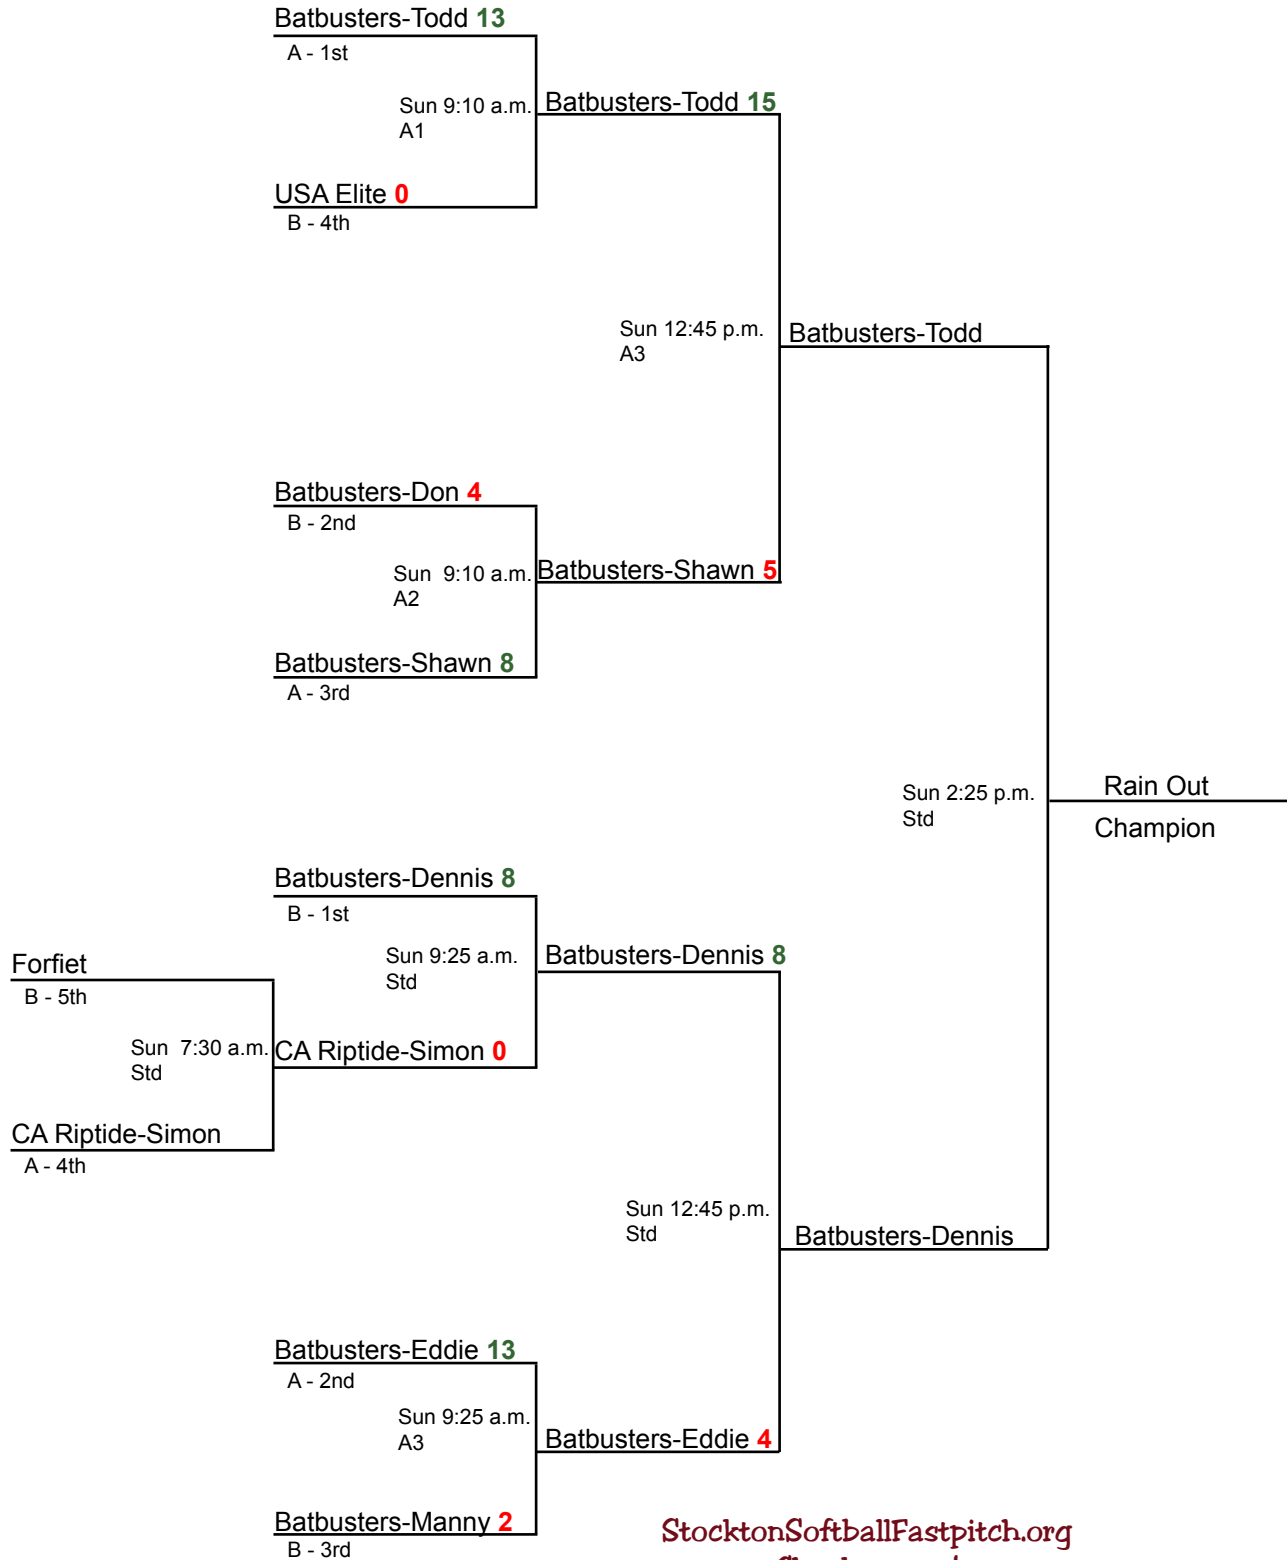 Batbusters-Todd 13
A - 1st
Sun 9:10 a.m.
A1
Batbusters-Todd 15
USA Elite 0
B - 4th
Sun 12:45 p.m.
A3
Batbusters-Todd
Batbusters-Don 4
B - 2nd
Sun 9:10 a.m.
A2
Batbusters-Shawn 5
Batbusters-Shawn 8
A - 3rd
Sun 2:25 p.m.
Std
Rain Out
Champion
Batbusters-Dennis 8
B - 1st
Sun 9:25 a.m.
Std
Batbusters-Dennis 8
Forfiet
B - 5th
Sun 7:30 a.m.
Std
CA Riptide-Simon 0
CA Riptide-Simon
A - 4th
Sun 12:45 p.m.
Std
Batbusters-Dennis
Batbusters-Eddie 13
A - 2nd
Sun 9:25 a.m.
A3
Batbusters-Eddie 4
Batbusters-Manny 2
B - 3rd
StocktonSoftballFastpitch.org